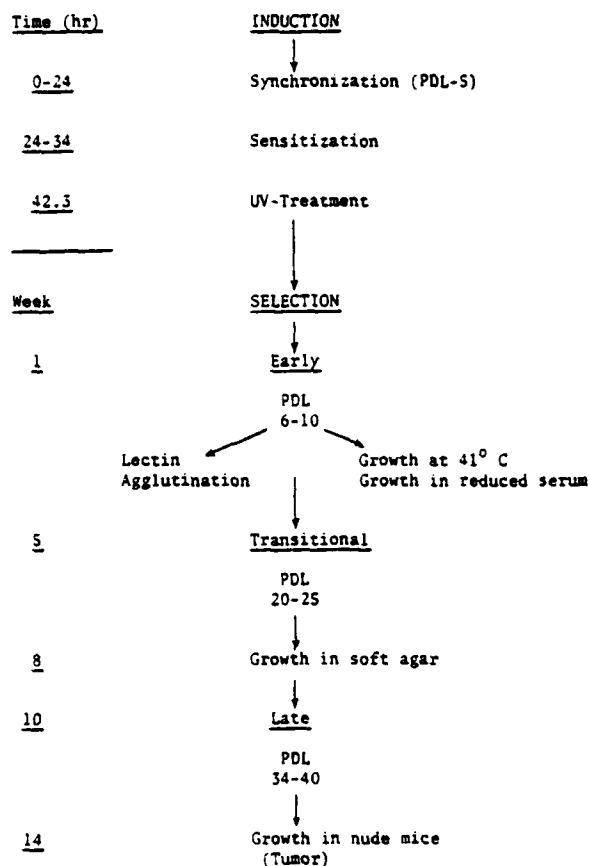 Time (hr) INDUCTION
0-24 Synchronization (PDL-S)
24-34 Sensitization
42.3 UV-Treatment
Week SELECTION
1 Early
PDL
6-10
Lectin Growth at 41° C
Agglutination Growth in reduced serum
5 Transitional
PDL
20-25
8 Growth in soft agar
10 Late
PDL
34-40
14 Growth in nude mice
(Tumor)